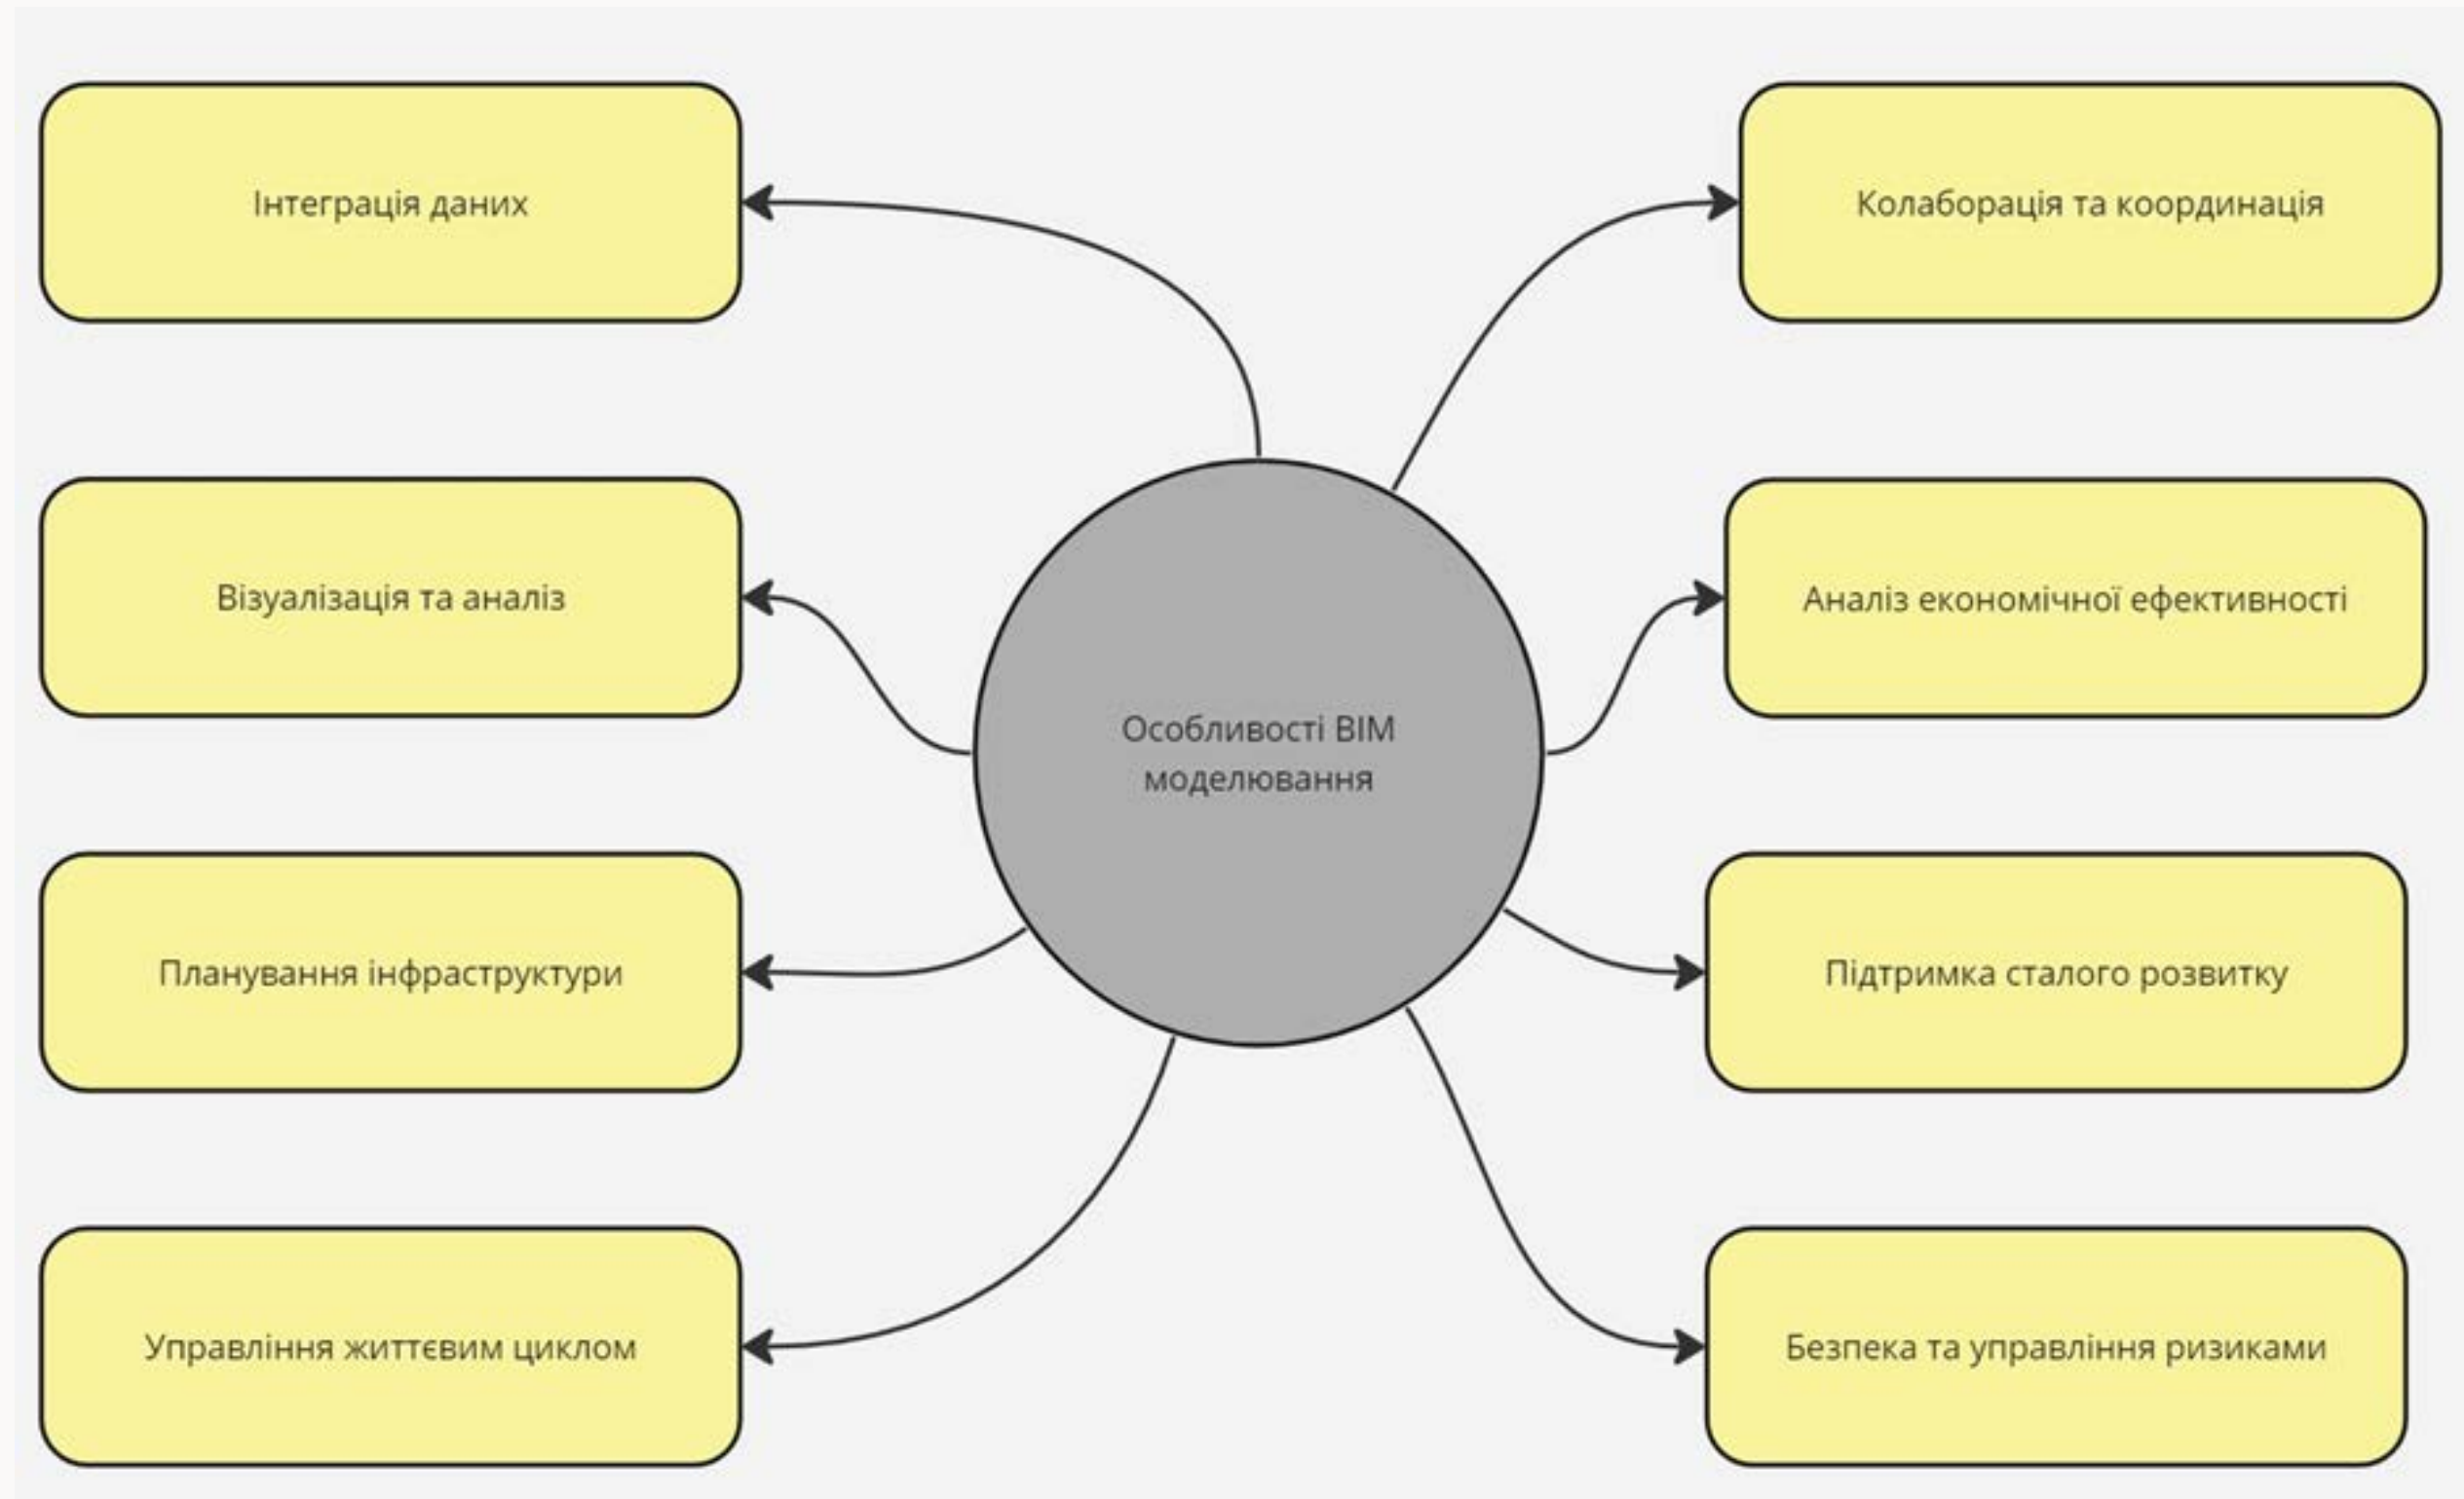 Інтеграція даних
Колаборація та координація
Візуалізація та аналіз
Аналіз економічної ефективності
Особливості BIM
моделювання
Планування інфраструктури
Підтримка сталого розвитку
Управління життєвим циклом
Безпека та управління ризиками